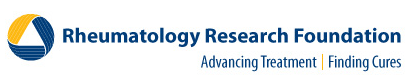 Rheumatology Research Foundation
Advancing Treatment | Finding Cures